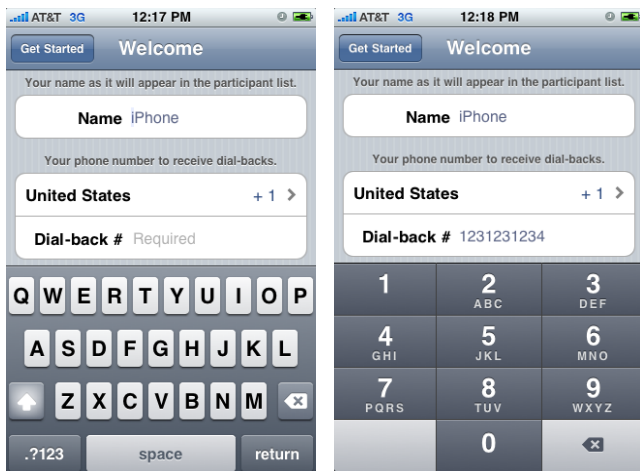 AT&T 3G 12:17 PM
Get Started Welcome
Your name as it will appear in the participant list.
Name iPhone
Your phone number to receive dial-backs.
United States + 1
Dial-back # Required
Q W E R T Y U I O P
A S D F G H J K L
Z X C V B N M
.?123 space return
AT&T 3G 12:18 PM
Get Started Welcome
Your name as it will appear in the participant list.
Name iPhone
Your phone number to receive dial-backs.
United States + 1
Dial-back # 1231231234
1 2 3
ABC DEF
4 5 6
GHI JKL MNO
7 8 9
PQRS TUV WXYZ
0